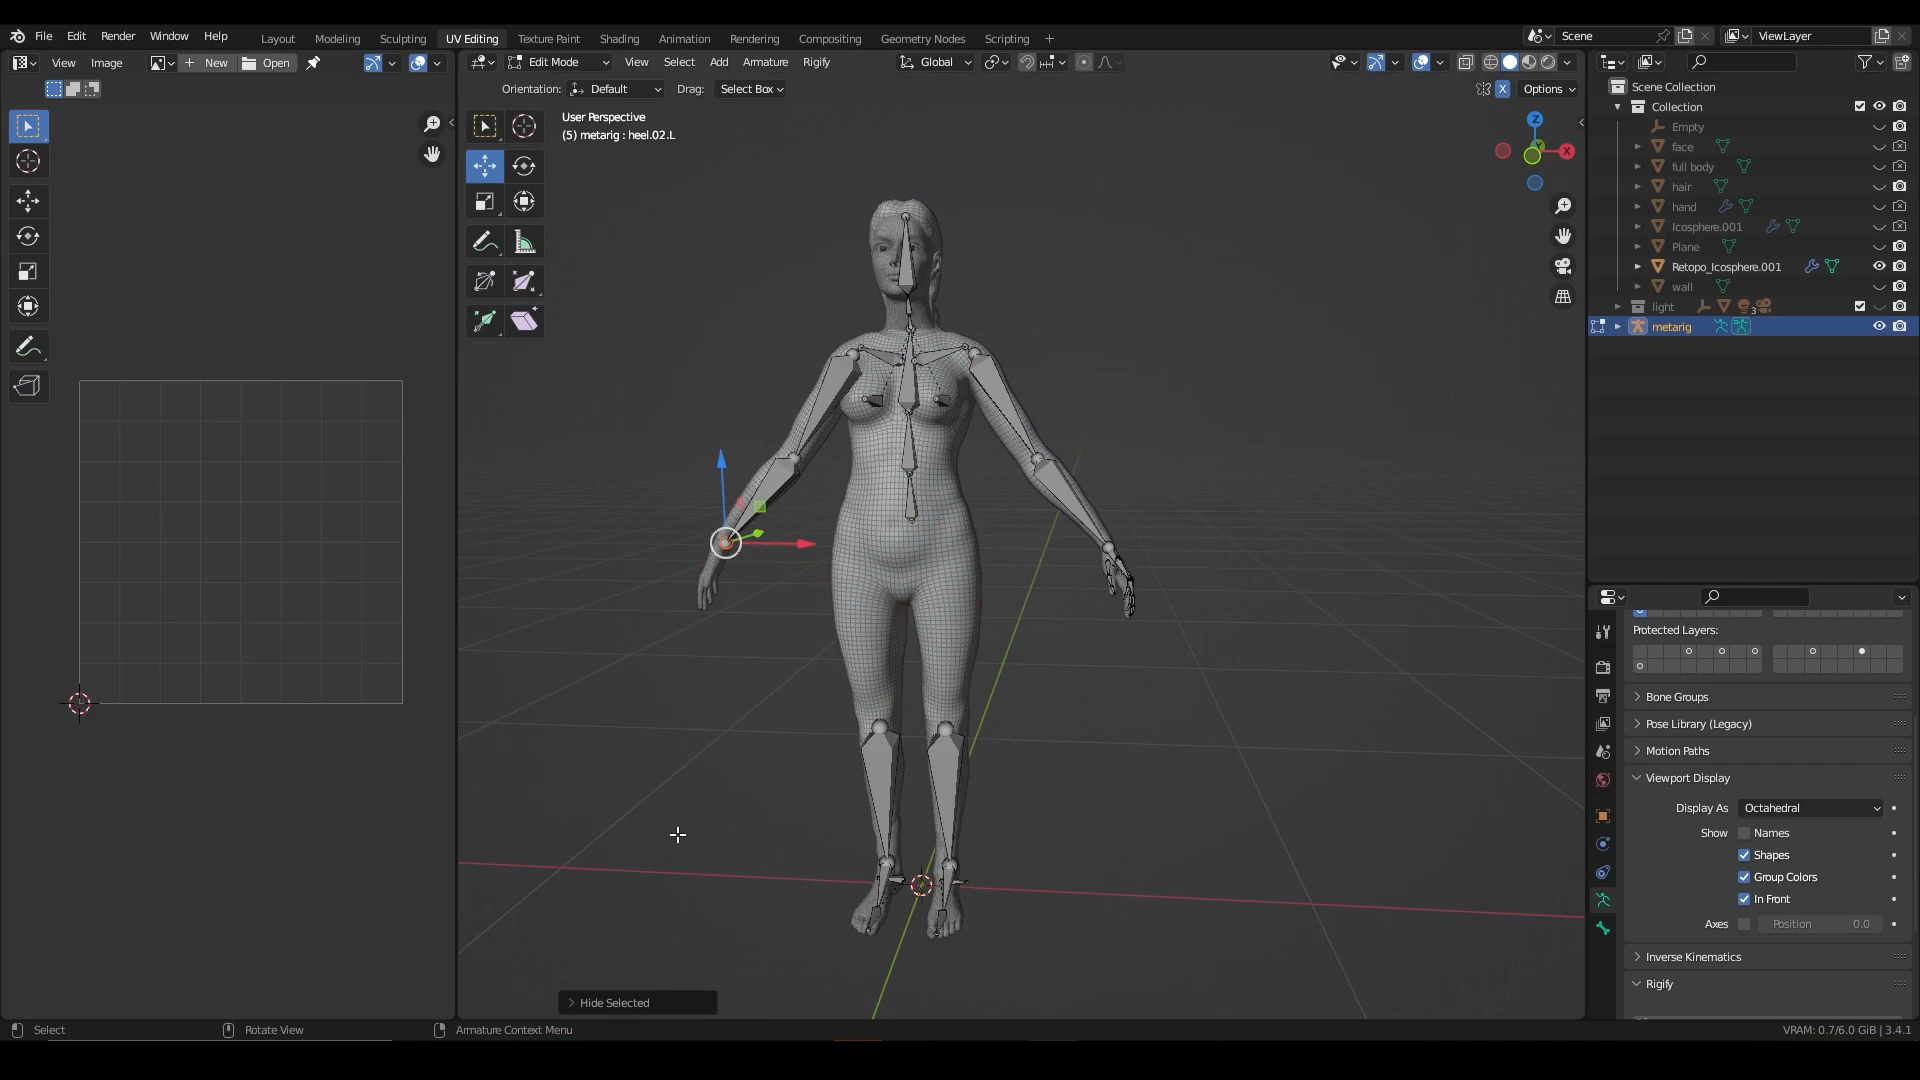 File Edit Render Window Help
Layout Modeling Sculpting UV Editing Texture Paint Shading Animation Rendering Compositing Geometry Nodes Scripting +
Scene
ViewLayer
View Image
+ New Open
Edit Mode View Select Add Armature Rigify
Global
Orientation: Default Drag: Select Box
X Options
User Perspective
(5) metarig : heel.02.L
Z
Y
X
Scene Collection
Collection
Empty
face
full body
hair
hand
Icosphere.001
Plane
Retopo_Icosphere.001
wall
light 3
metarig
Protected Layers:
Bone Groups
Pose Library (Legacy)
Motion Paths
Viewport Display
Display As Octahedral
Show Names
Shapes
Group Colors
In Front
Axes Position 0.0
Inverse Kinematics
Rigify
Hide Selected
Select Rotate View Armature Context Menu
VRAM: 0.7/6.0 GiB | 3.4.1